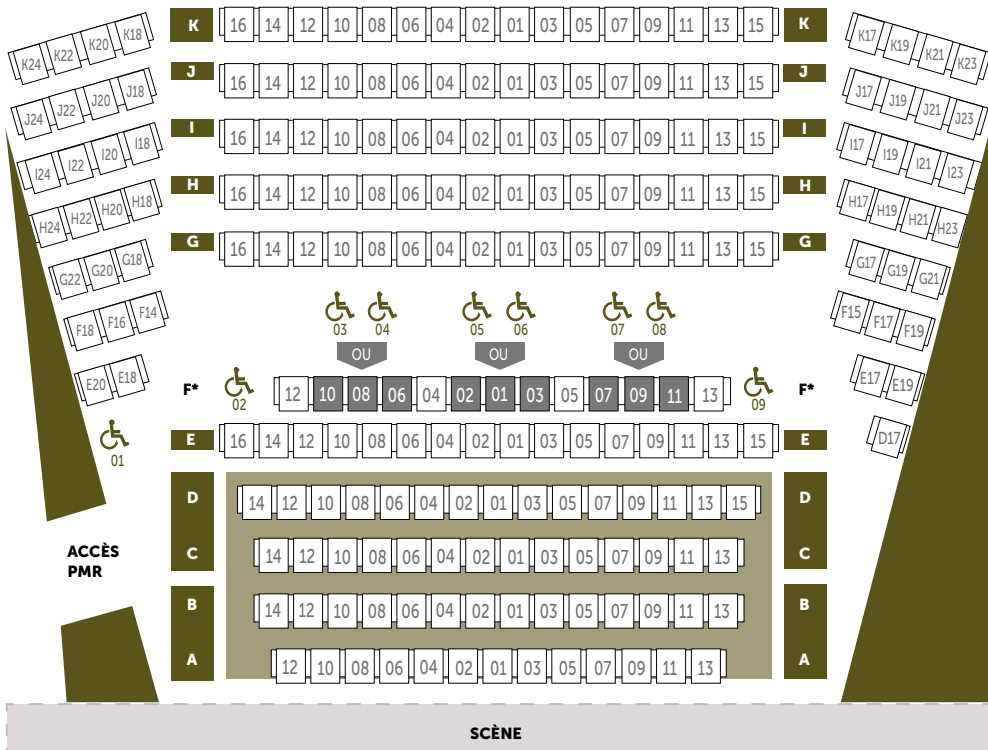 K24 K22 K20 K18 K 16 14 12 10 08 06 04 02 01 03 05 07 09 11 13 15 K K17 K19 K21 K23
J24 J22 J20 J18 J 16 14 12 10 08 06 04 02 01 03 05 07 09 11 13 15 J J17 J19 J21 J23
I24 I22 I20 I18 I 16 14 12 10 08 06 04 02 01 03 05 07 09 11 13 15 I I17 I19 I21 I23
H24 H22 H20 H18 H 16 14 12 10 08 06 04 02 01 03 05 07 09 11 13 15 H H17 H19 H21 H23
G22 G20 G18 G 16 14 12 10 08 06 04 02 01 03 05 07 09 11 13 15 G G17 G19 G21
F18 F16 F14 03 04 05 06 07 08 F15 F17 F19
OU OU OU
E20 E18 F* 02 12 10 08 06 04 02 01 03 05 07 09 11 13 09 F* E17 E19
01 E 16 14 12 10 08 06 04 02 01 03 05 07 09 11 13 15 E D17
D 14 12 10 08 06 04 02 01 03 05 07 09 11 13 15 D
ACCÈS
PMR
C 14 12 10 08 06 04 02 01 03 05 07 09 11 13 C
B 14 12 10 08 06 04 02 01 03 05 07 09 11 13 B
A 12 10 08 06 04 02 01 03 05 07 09 11 13 A
SCÈNE